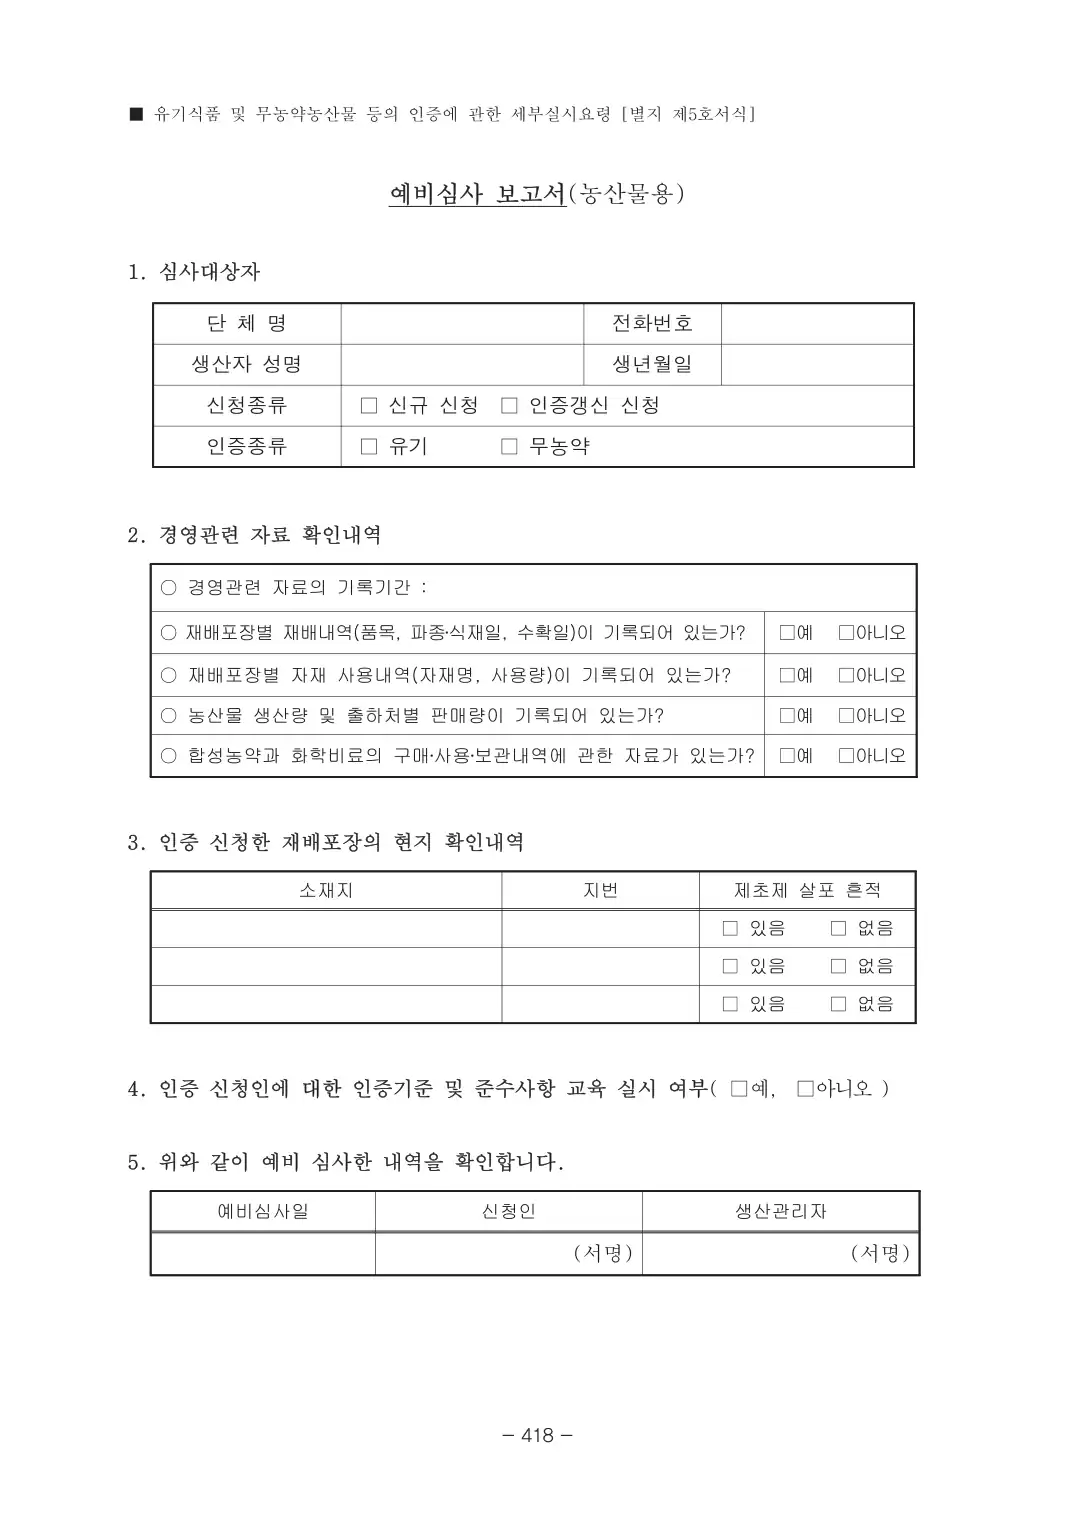 ■ 유기식품 및 무농약농산물 등의 인증에 관한 세부실시요령 [별지 제5호서식]
예비심사 보고서(농산물용)
1. 심사대상자
단 체 명 전화번호
생산자 성명 생년월일
신청종류 □ 신규 신청 □ 인증갱신 신청
인증종류 □ 유기 □ 무농약
2. 경영관련 자료 확인내역
○ 경영관련 자료의 기록기간 :
○ 재배포장별 재배내역(품목, 파종·식재일, 수확일)이 기록되어 있는가? □예 □아니오
○ 재배포장별 자재 사용내역(자재명, 사용량)이 기록되어 있는가? □예 □아니오
○ 농산물 생산량 및 출하처별 판매량이 기록되어 있는가? □예 □아니오
○ 합성농약과 화학비료의 구매·사용·보관내역에 관한 자료가 있는가? □예 □아니오
3. 인증 신청한 재배포장의 현지 확인내역
소재지 지번 제초제 살포 흔적
□ 있음 □ 없음
□ 있음 □ 없음
□ 있음 □ 없음
4. 인증 신청인에 대한 인증기준 및 준수사항 교육 실시 여부( □예, □아니오 )
5. 위와 같이 예비 심사한 내역을 확인합니다.
예비심사일 신청인 생산관리자
(서명) (서명)
- 418 -